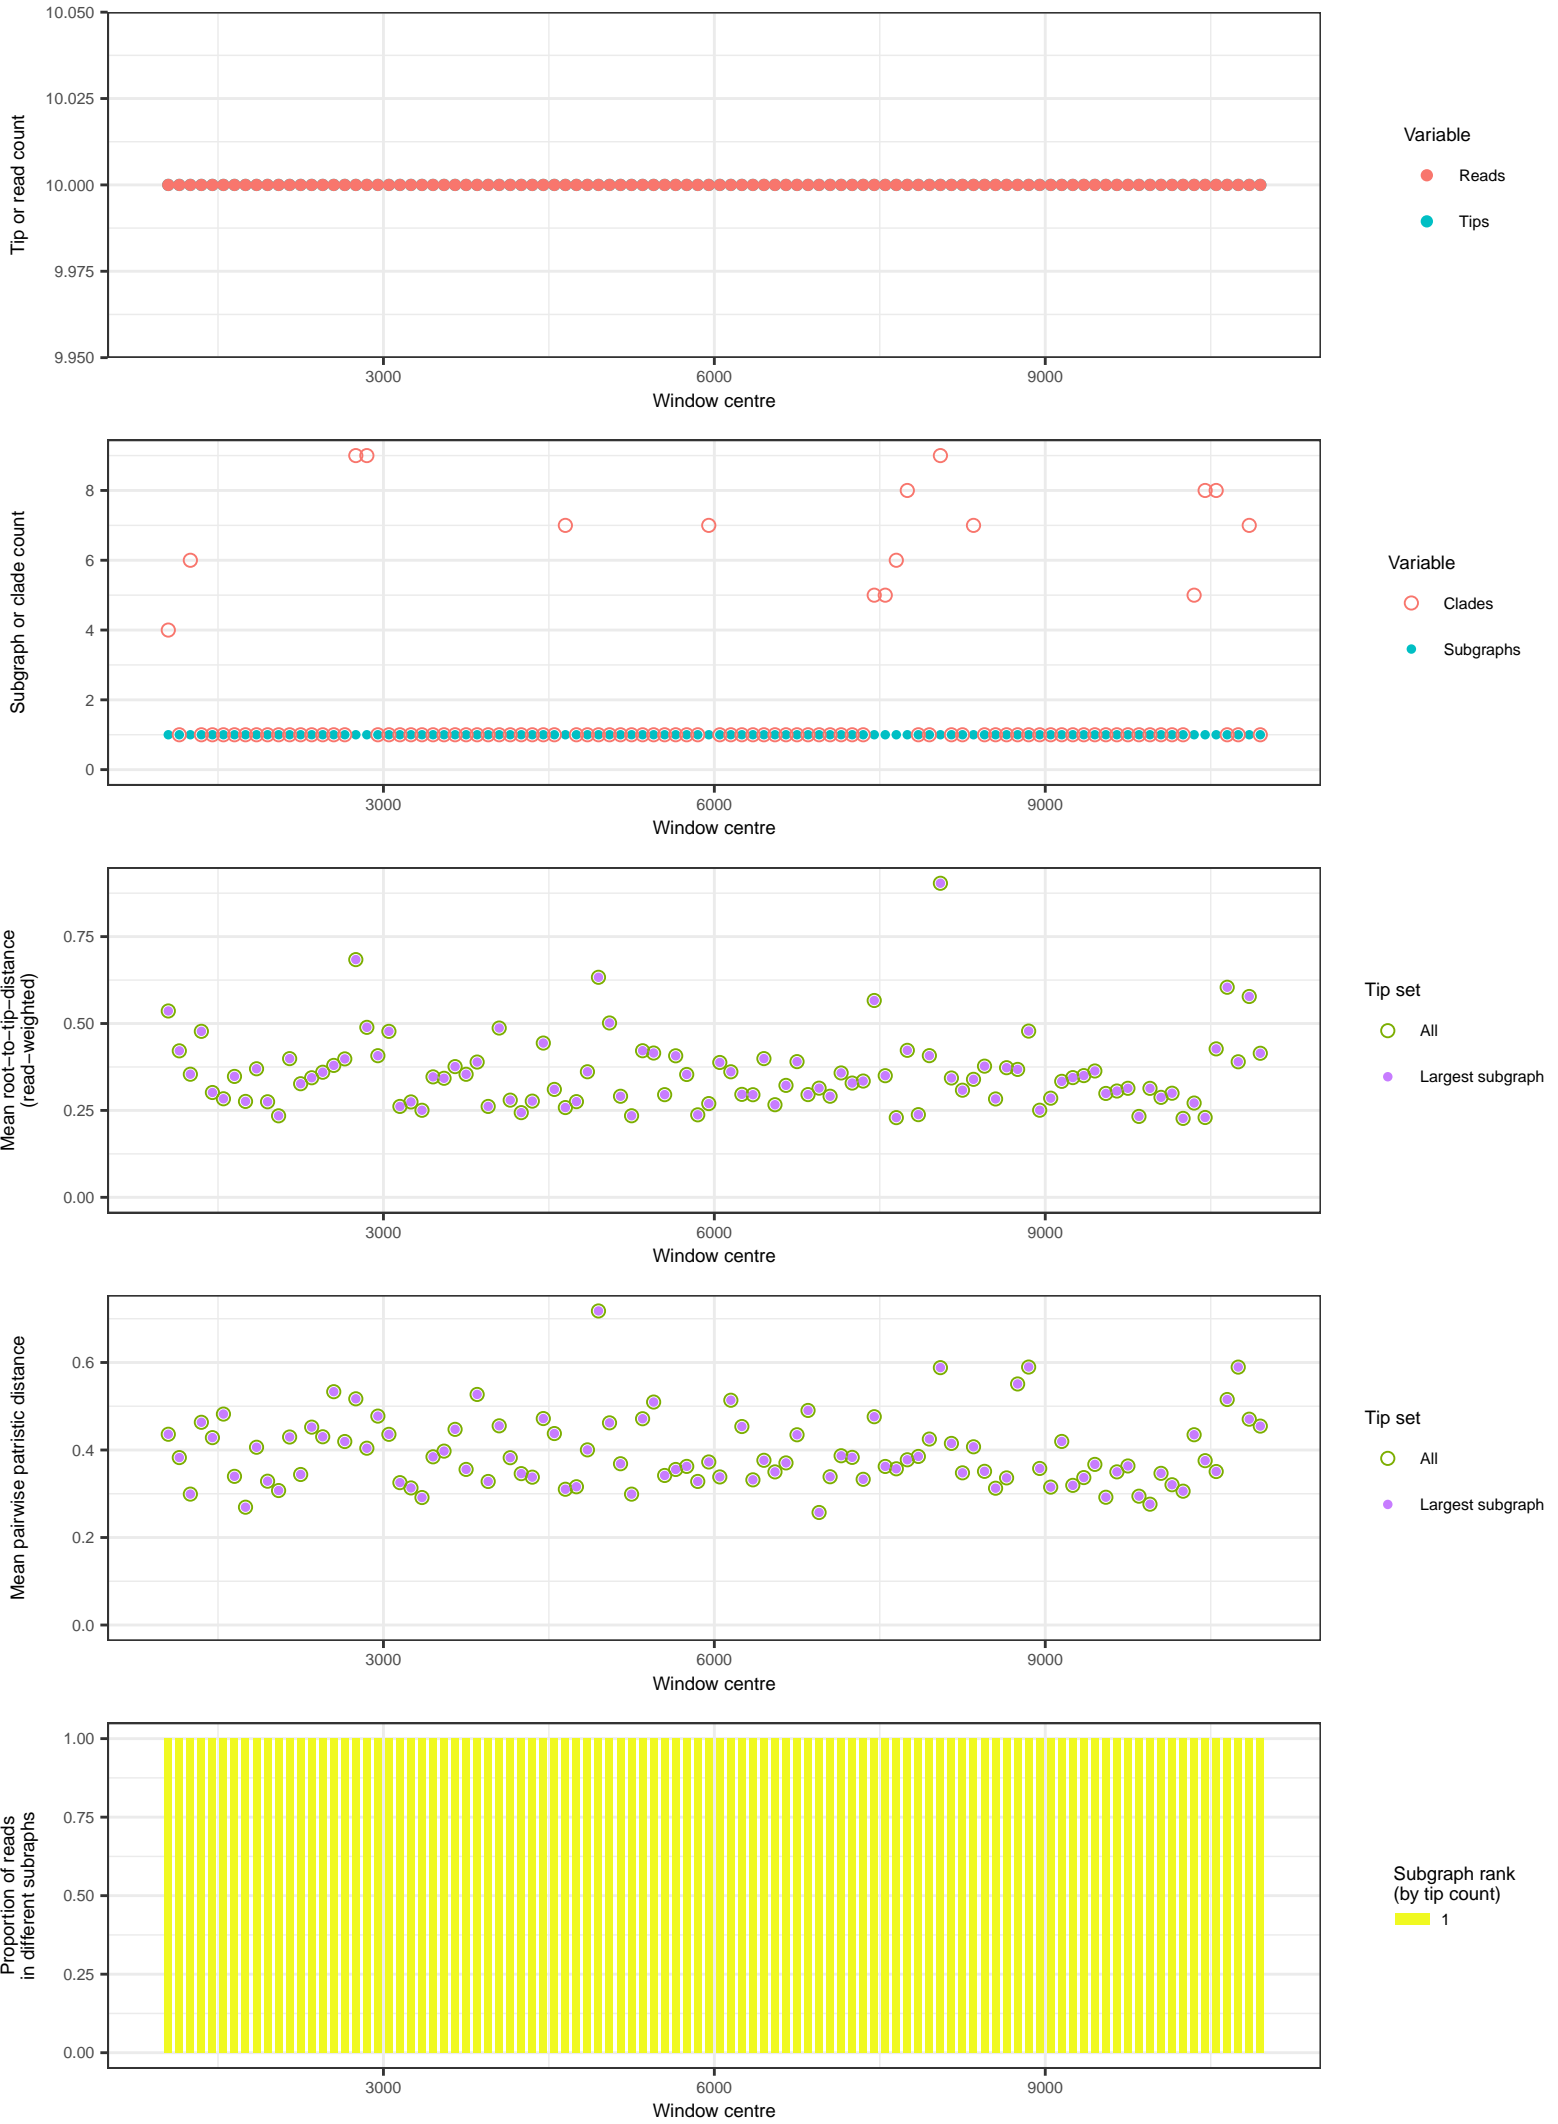 10.050
10.025
10.000
9.975
9.950
Tip or read count
3000
6000
9000
Window centre
Variable
Reads
Tips
8
6
4
2
0
Subgraph or clade count
3000
6000
9000
Window centre
Variable
Clades
Subgraphs
0.75
0.50
0.25
0.00
Mean root−to−tip−distance
(read−weighted)
3000
6000
9000
Window centre
Tip set
All
Largest subgraph
0.6
0.4
0.2
0.0
Mean pairwise patristic distance
3000
6000
9000
Window centre
Tip set
All
Largest subgraph
1.00
0.75
0.50
0.25
0.00
Proportion of reads
in different subraphs
3000
6000
9000
Window centre
Subgraph rank
(by tip count)
1